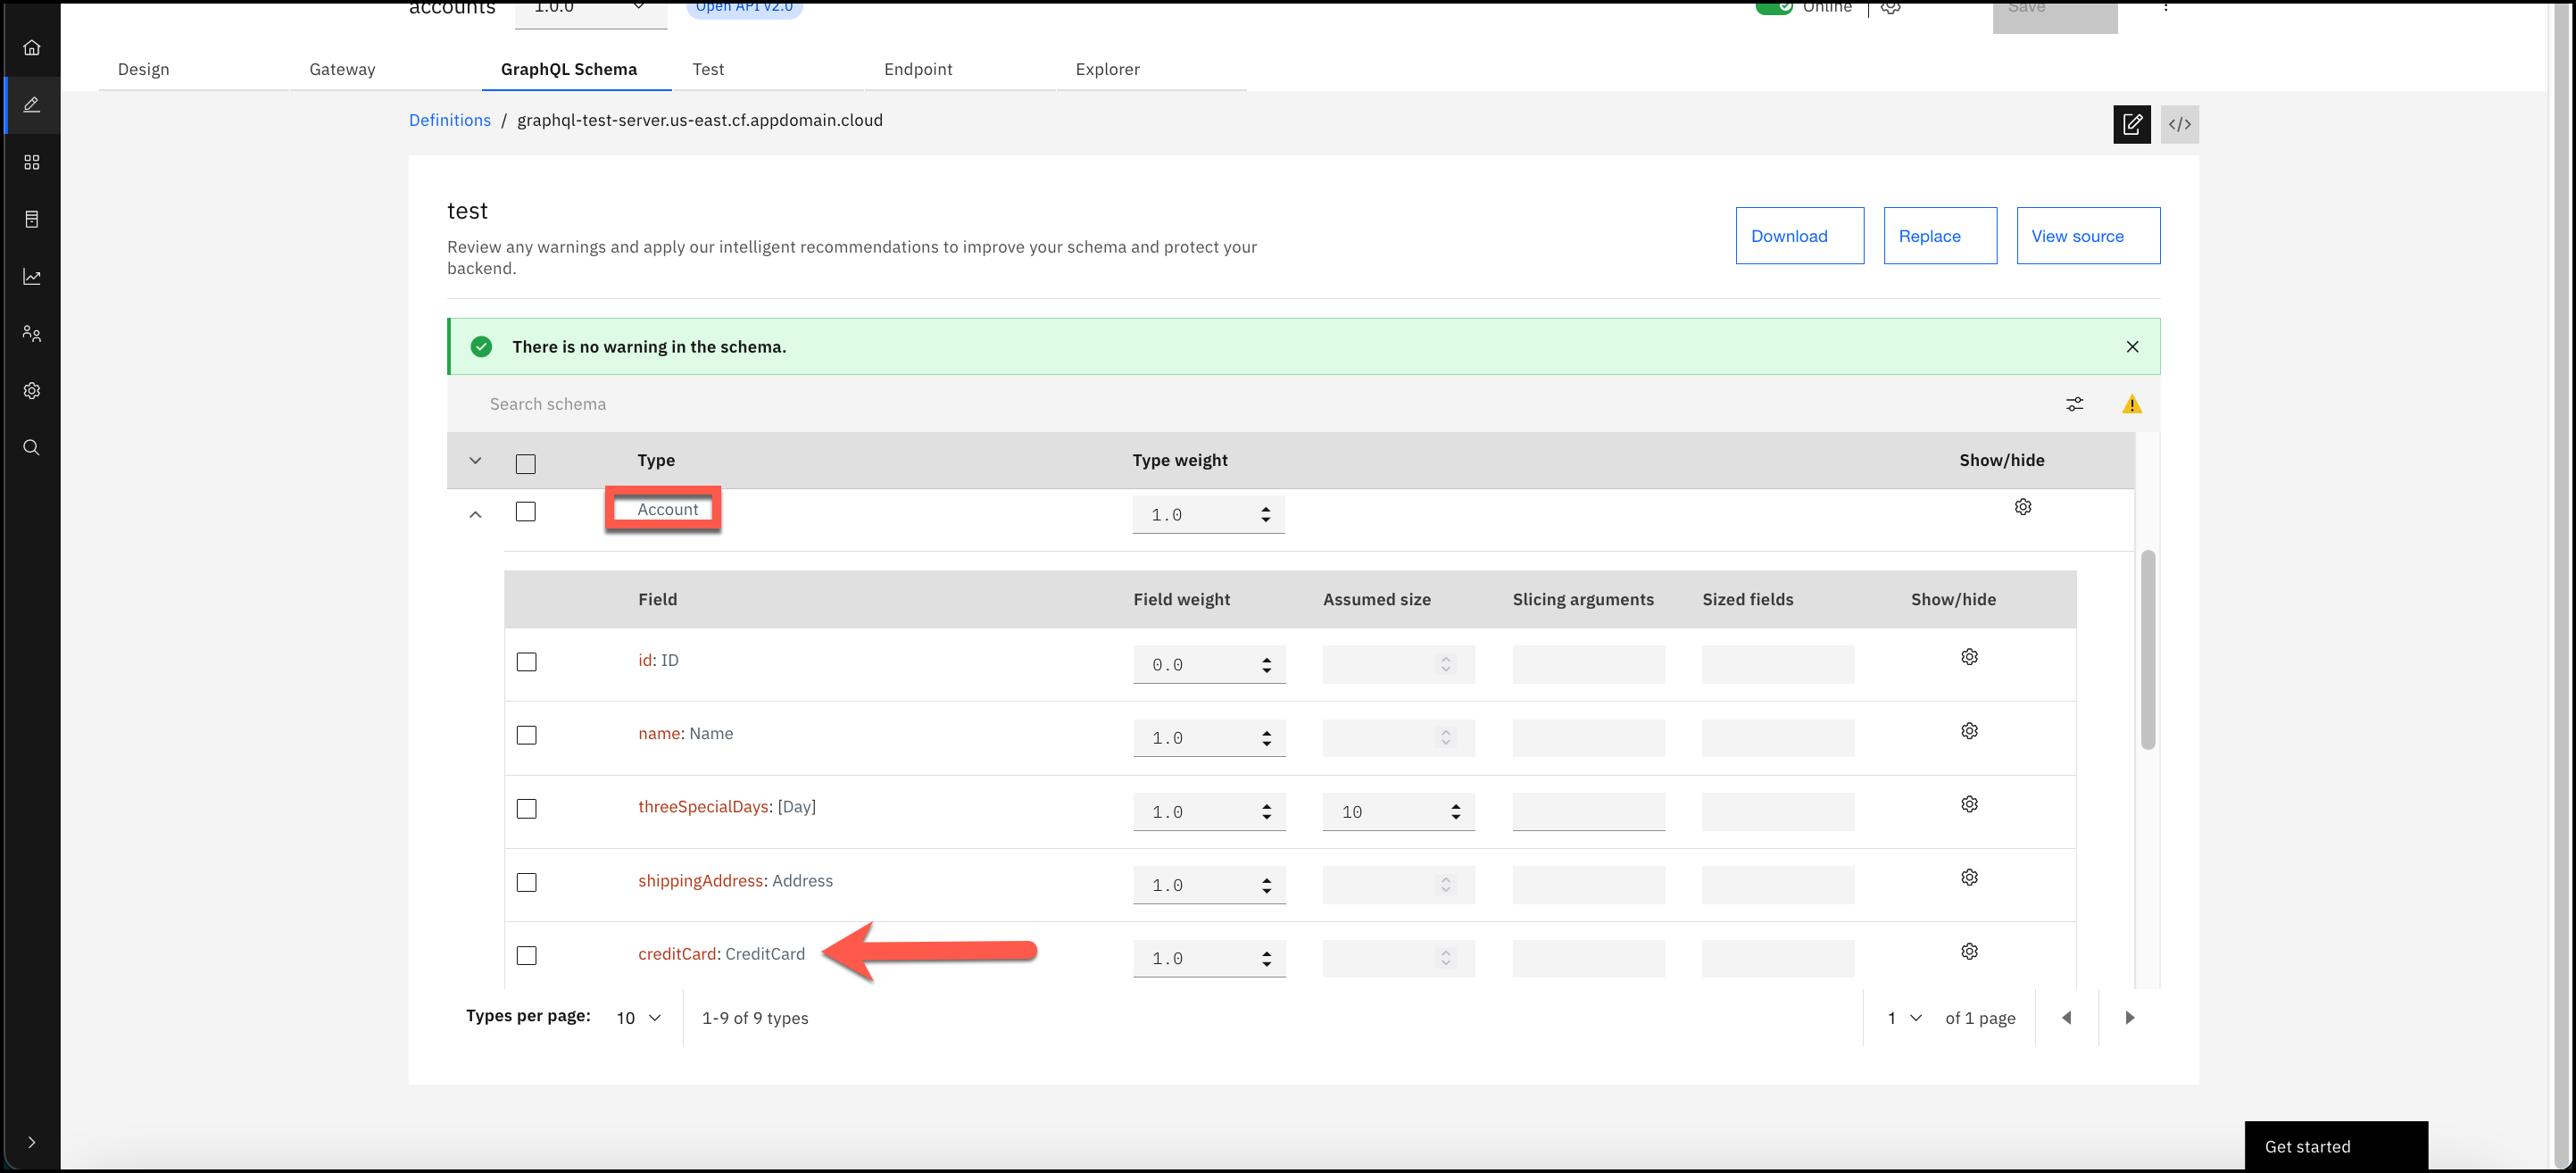 accounts 1.0.0 Open API v2.0 Online Save
Design Gateway GraphQL Schema Test Endpoint Explorer
Definitions / graphql-test-server.us-east.cf.appdomain.cloud
test
Review any warnings and apply our intelligent recommendations to improve your schema and protect your
backend.
Download Replace View source
There is no warning in the schema.
Search schema
Type Type weight Show/hide
Account 1.0
Field Field weight Assumed size Slicing arguments Sized fields Show/hide
id: ID 0.0
name: Name 1.0
threeSpecialDays: [Day] 1.0 10
shippingAddress: Address 1.0
creditCard: CreditCard 1.0
Types per page: 10 1-9 of 9 types 1 of 1 page
Get started